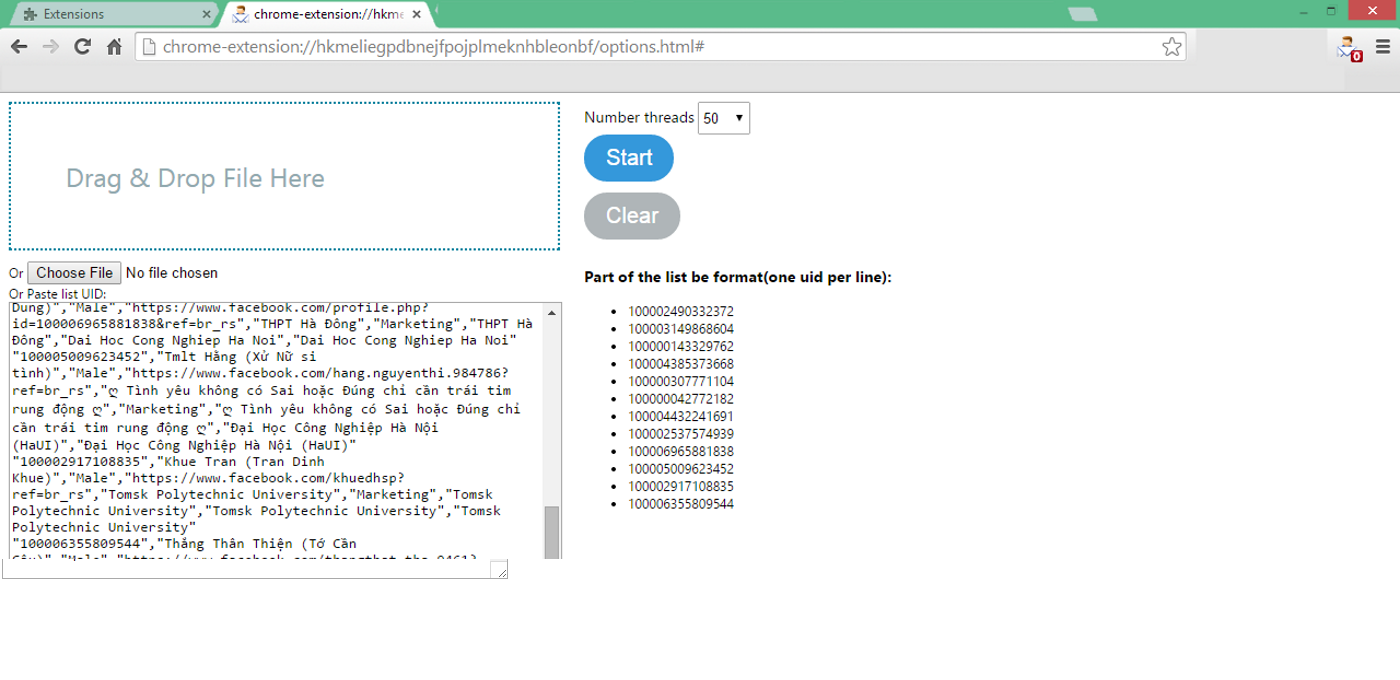 Extensions
chrome-extension://hkme
chrome-extension://hkmeliegpdbnejfpojplmeknhbleonbf/options.html#
0
Drag & Drop File Here
Or Choose File No file chosen
Or Paste list UID:
Dung)","Male","https://www.facebook.com/profile.php?
id=100006965881838&ref=br_rs","THPT Hà Đông","Marketing","THPT Hà
Đông","Dai Hoc Cong Nghiep Ha Noi","Dai Hoc Cong Nghiep Ha Noi"
"100005009623452","Tmlt Hằng (Xử Nữ si
tình)","Male","https://www.facebook.com/hang.nguyenthi.984786?
ref=br_rs","ღ Tình yêu không có Sai hoặc Đúng chỉ cần trái tim
rung động ღ","Marketing","ღ Tình yêu không có Sai hoặc Đúng chỉ
cần trái tim rung động ღ","Đại Học Công Nghiệp Hà Nội
(HaUI)","Đại Học Công Nghiệp Hà Nội (HaUI)"
"100002917108835","Khue Tran (Tran Dinh
Khue)","Male","https://www.facebook.com/khuedhsp?
ref=br_rs","Tomsk Polytechnic University","Marketing","Tomsk
Polytechnic University","Tomsk Polytechnic University","Tomsk
Polytechnic University"
"100006355809544","Thắng Thân Thiện (Tớ Cần
Number threads 50
Start
Clear
Part of the list be format(one uid per line):
100002490332372
100003149868604
100000143329762
100004385373668
100000307771104
100000042772182
100004432241691
100002537574939
100006965881838
100005009623452
100002917108835
100006355809544